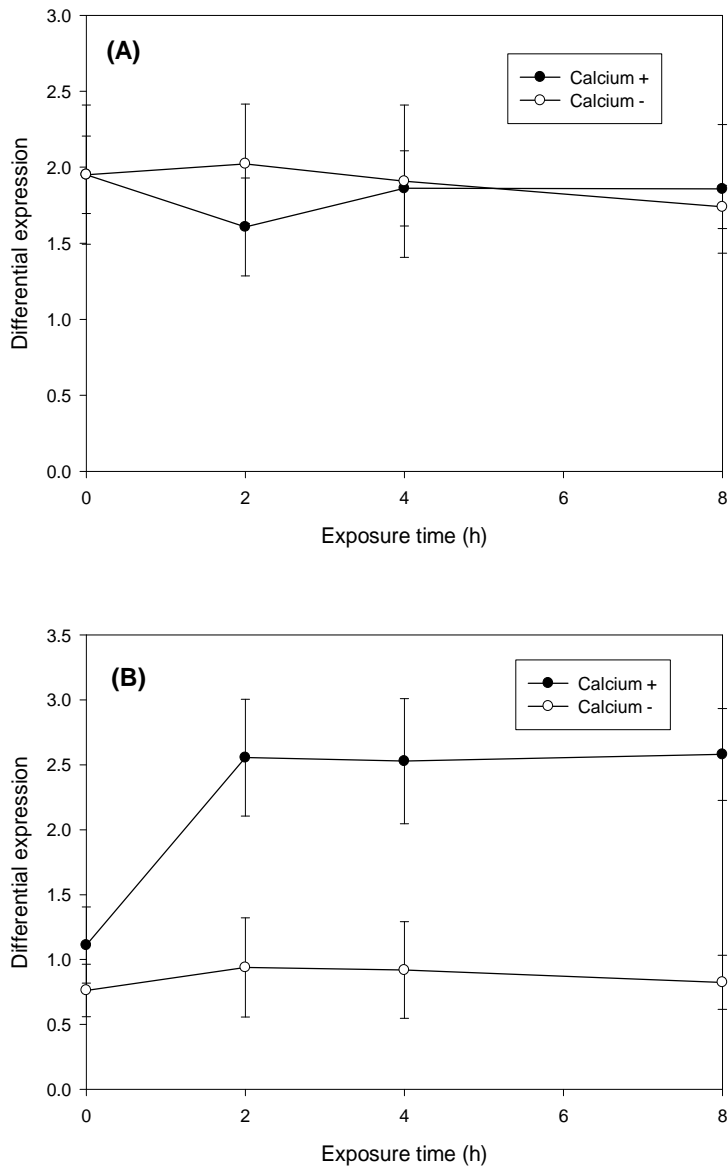 3.0
(A)
Calcium +
Calcium -
2.5
2.0
1.5
1.0
0.5
0.0
Differential expression
0 2 4 6 8
Exposure time (h)
3.5
(B)
Calcium +
Calcium -
3.0
2.5
2.0
1.5
1.0
0.5
0.0
Differential expression
0 2 4 6 8
Exposure time (h)